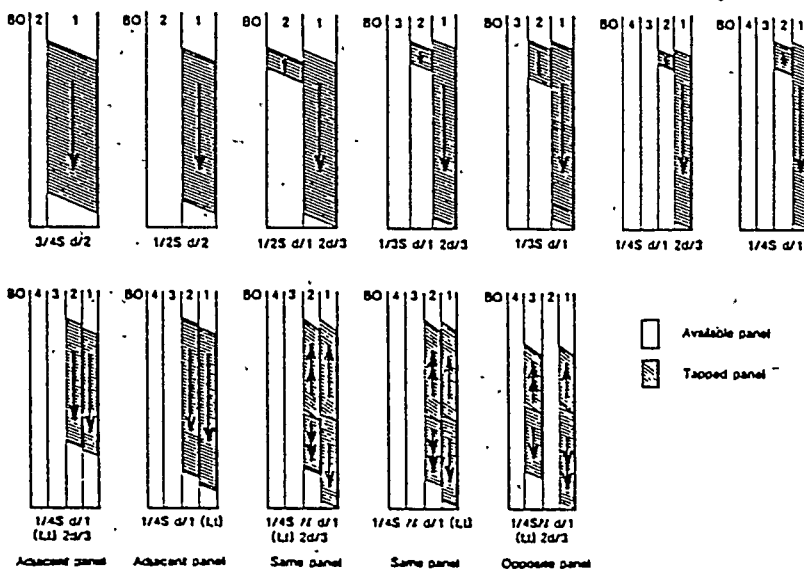 BO 2 1
BO 2 1
BO 2 1
BO 3 2 1
BO 3 2 1
BO 4 3 2 1
BO 4 3 2 1
3/4S d/2
1/2S d/2
1/2S d/1 2d/3
1/3S d/1 2d/3
1/3S d/1
1/4S d/1 2d/3
1/4S d/1
BO 4 3 2 1
BO 4 3 2 1
BO 4 3 2 1
BO 4 3 2 1
BO 4 3 2 1
Available panel
Tapped panel
1/4S d/1
(t,t) 2d/3
1/4S d/1 (t,t)
1/4S d/1
(t,t) 2d/3
1/4S d/1 (t,t)
1/4S d/1
(t,t) 2d/3
Adjacent panel
Adjacent panel
Same panel
Same panel
Opposite panel